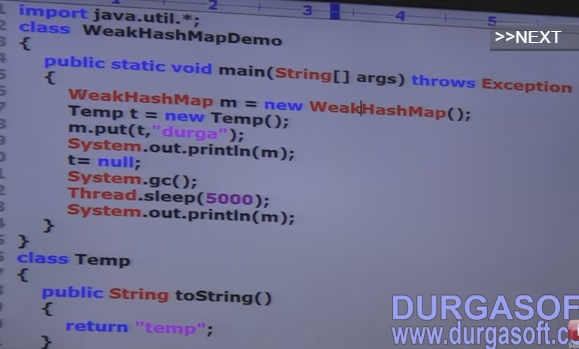 import java.util.*;
class WeakHashMapDemo
{
public static void main(String[] args) throws Exception
{
WeakHashMap m = new WeakHashMap();
Temp t = new Temp();
m.put(t,"durga");
System.out.println(m);
t= null;
System.gc();
Thread.sleep(5000);
System.out.println(m);
}
}
class Temp
{
public String toString()
{
return "temp";
}
>>NEXT
DURGASOF
www.durgasoft.c